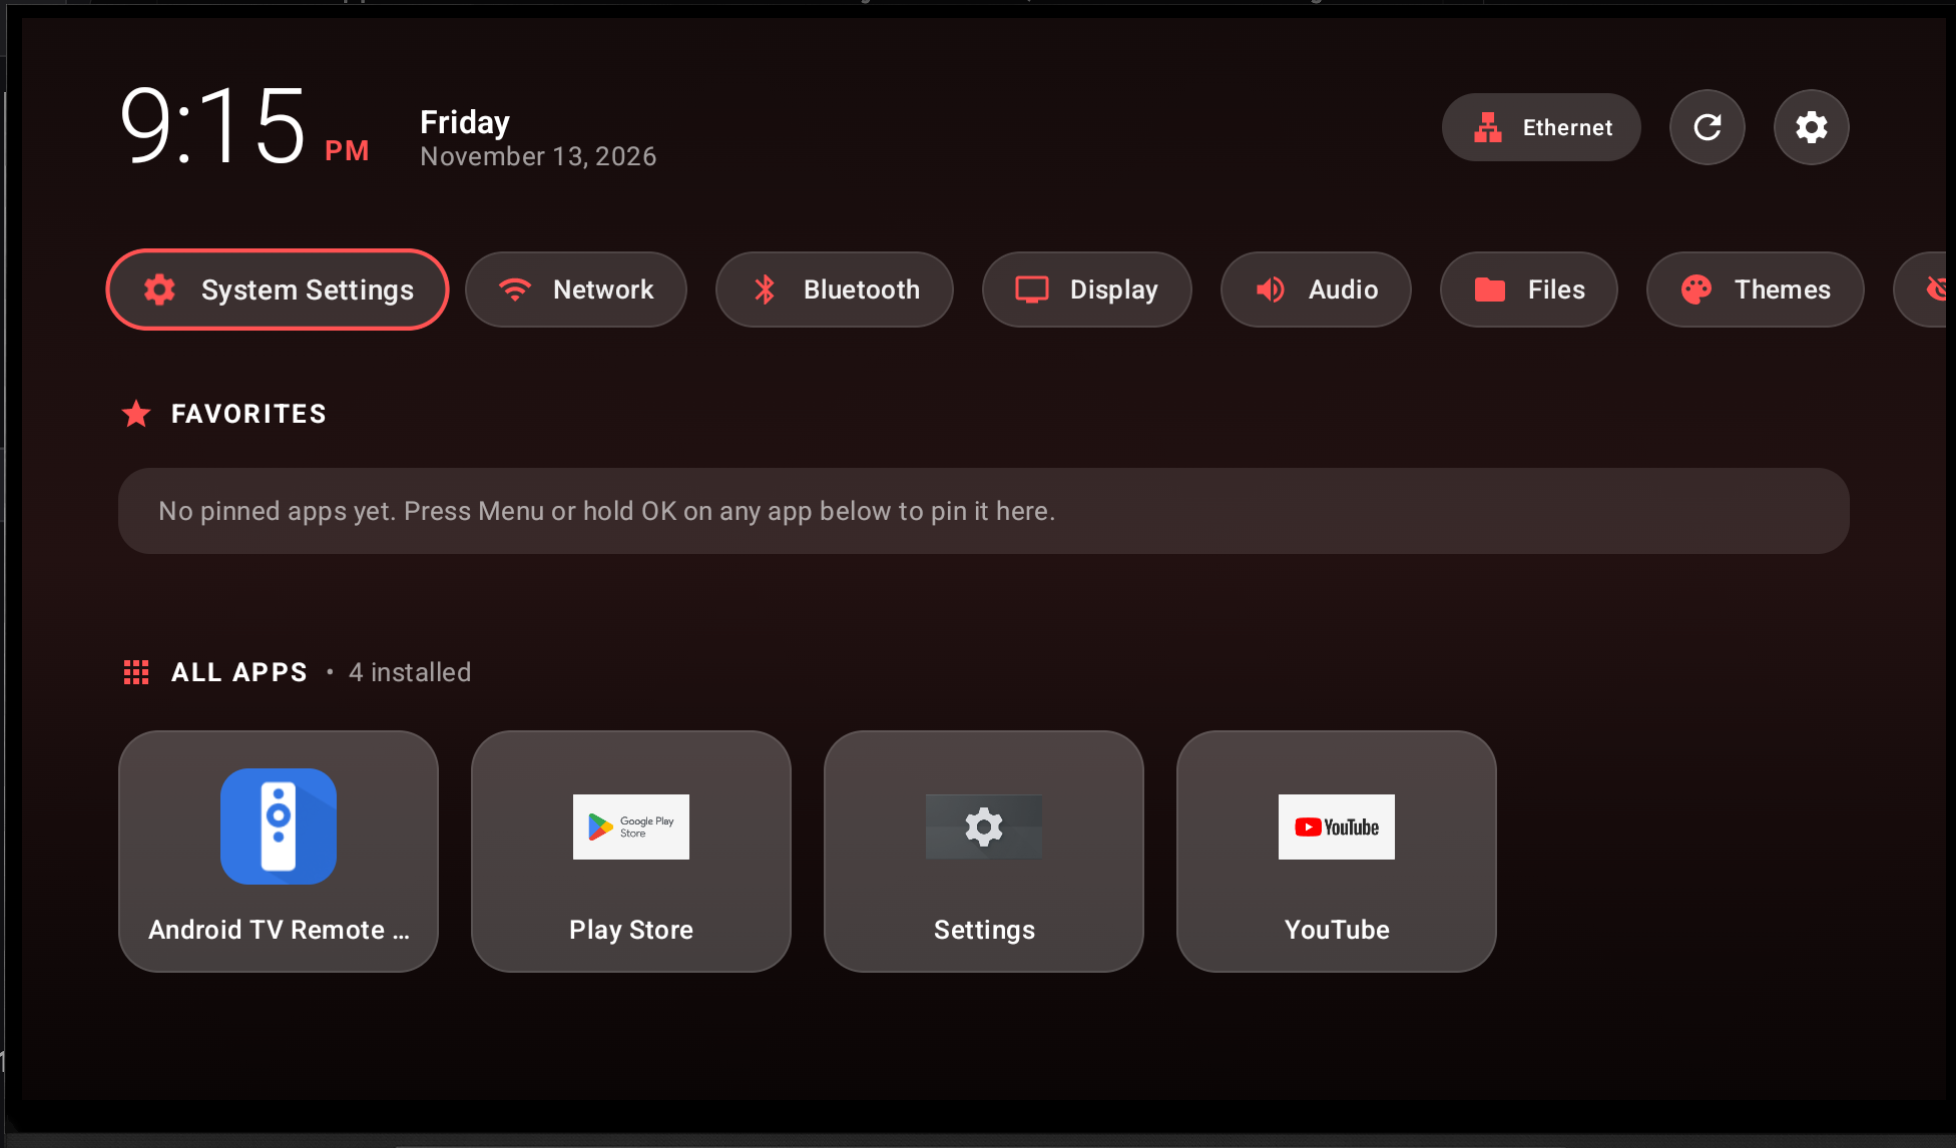 9:15 PM
Friday
November 13, 2026
Ethernet
System Settings
Network
Bluetooth
Display
Audio
Files
Themes
FAVORITES
No pinned apps yet. Press Menu or hold OK on any app below to pin it here.
ALL APPS • 4 installed
Google Play
Store
YouTube
Android TV Remote ...
Play Store
Settings
YouTube